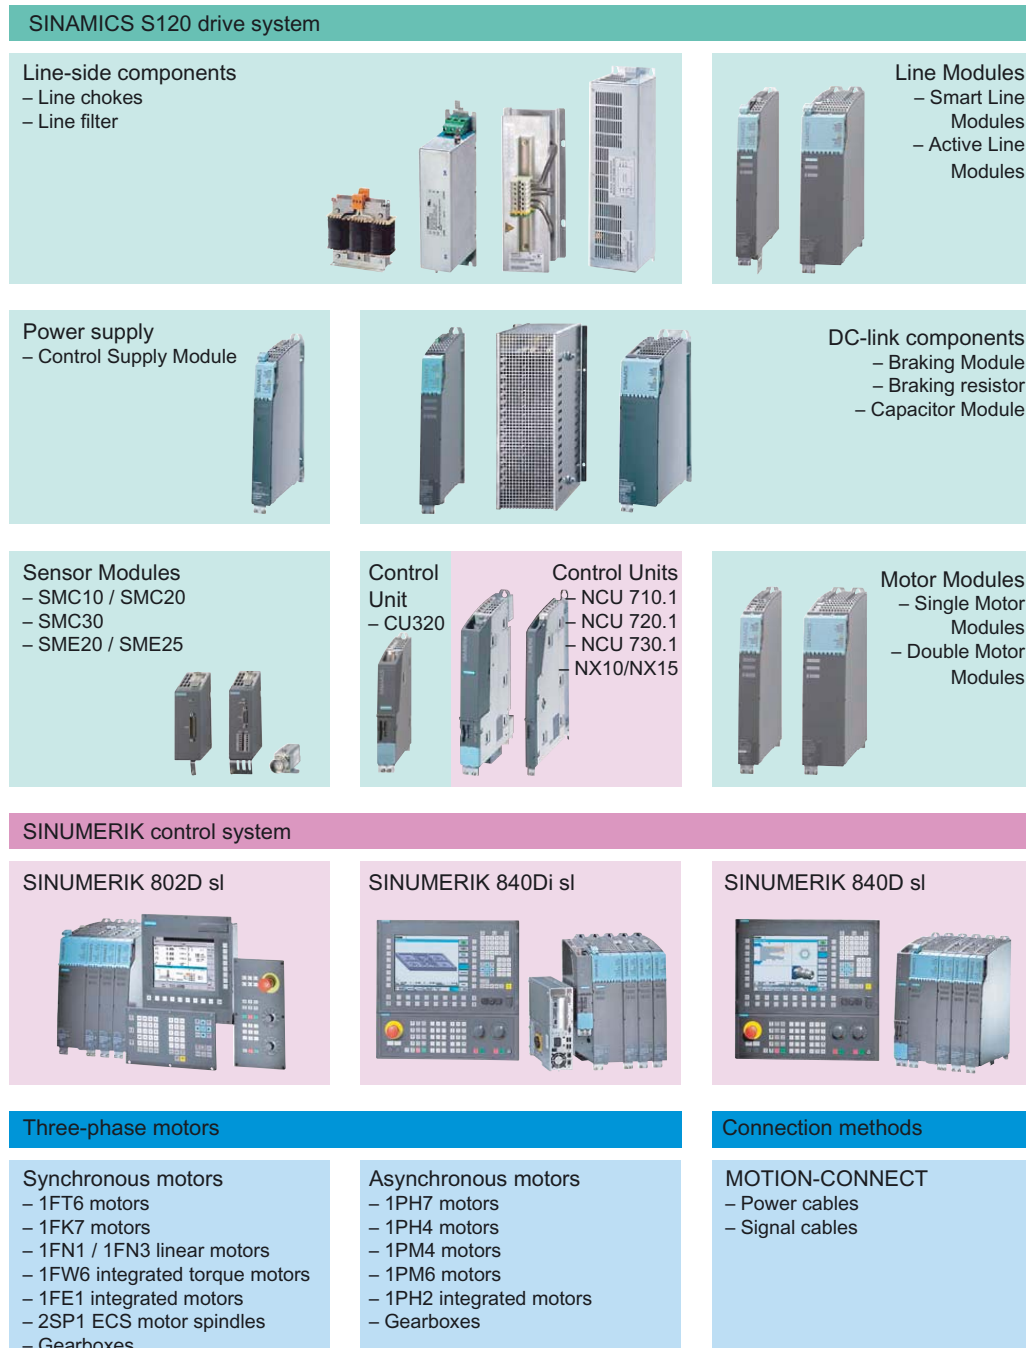 SINAMICS S120 drive system
Line-side components
– Line chokes
– Line filter
Line Modules
– Smart Line
Modules
– Active Line
Modules
Power supply
– Control Supply Module
DC-link components
– Braking Module
– Braking resistor
– Capacitor Module
Sensor Modules
– SMC10 / SMC20
– SMC30
– SME20 / SME25
Control
Unit
– CU320
Control Units
– NCU 710.1
– NCU 720.1
– NCU 730.1
– NX10/NX15
Motor Modules
– Single Motor
Modules
– Double Motor
Modules
SINUMERIK control system
SINUMERIK 802D sl
SINUMERIK 840Di sl
SINUMERIK 840D sl
Three-phase motors
Connection methods
Synchronous motors
– 1FT6 motors
– 1FK7 motors
– 1FN1 / 1FN3 linear motors
– 1FW6 integrated torque motors
– 1FE1 integrated motors
– 2SP1 ECS motor spindles
– Gearboxes
Asynchronous motors
– 1PH7 motors
– 1PH4 motors
– 1PM4 motors
– 1PM6 motors
– 1PH2 integrated motors
– Gearboxes
MOTION-CONNECT
– Power cables
– Signal cables